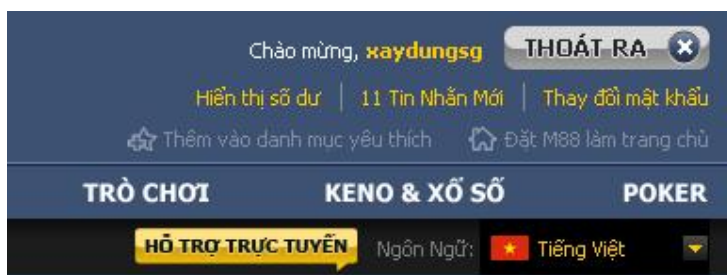 Chào mừng, xaydungsg THOÁT RA
Hiển thị số dư | 11 Tin Nhắn Mới | Thay đổi mật khẩu
Thêm vào danh mục yêu thích Đặt M88 làm trang chủ
TRÒ CHƠI KENO & XỔ SỐ POKER
HỖ TRỢ TRỰC TUYẾN Ngôn Ngữ: Tiếng Việt